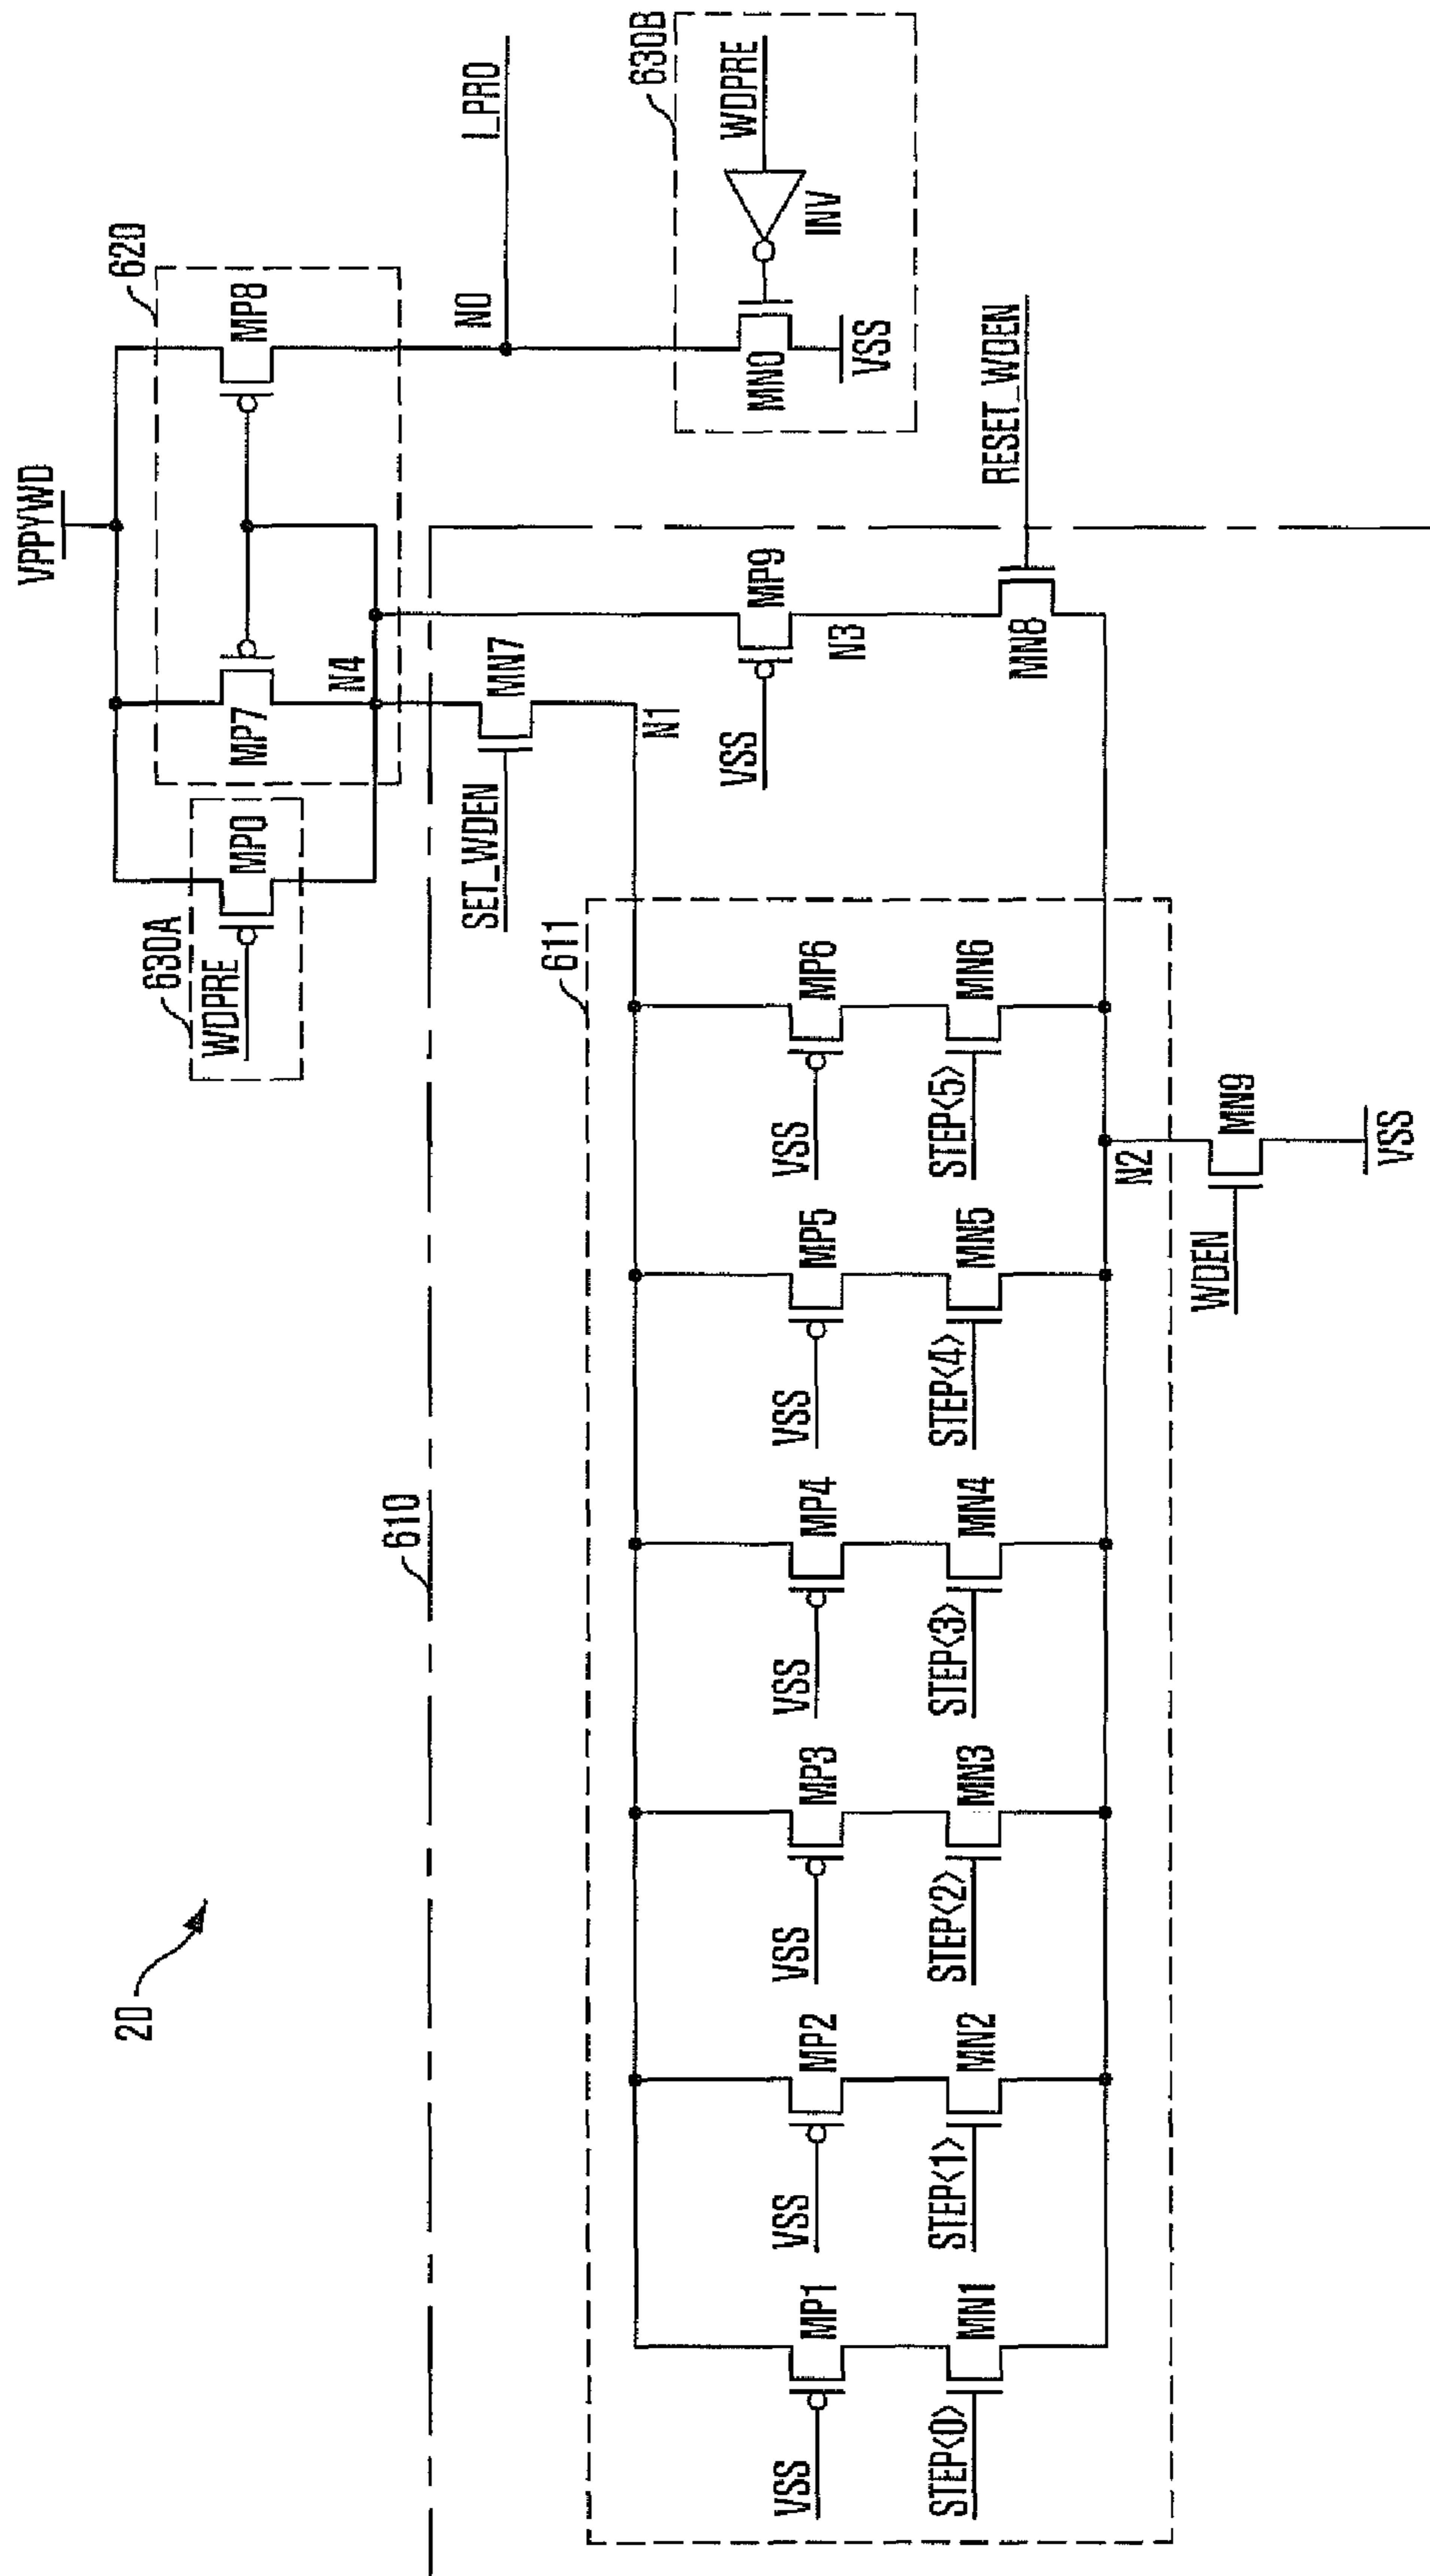 20
VPPYWD
620
630A
WDPRE
MP0
MP7
MP8
N4
N0
I_PRO
610
SET_WDEN
MN7
630B
WDPRE
INV
MN0
VSS
611
N1
VSS
MP9
N3
VSS
MP1
VSS
MP2
VSS
MP3
VSS
MP4
VSS
MP5
VSS
MP6
STEP<0>
MN1
STEP<1>
MN2
STEP<2>
MN3
STEP<3>
MN4
STEP<4>
MN5
STEP<5>
MN6
MN8
RESET_WDEN
N2
WDEN
MN9
VSS